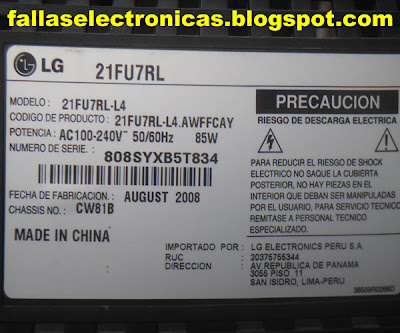 fallaselectronicas.blogspot.com
LG 21FU7RL
MODELO : 21FU7RL-L4
CODIGO DE PRODUCTO : 21FU7RL-L4.AWFFCAY
POTENCIA : AC100-240V~ 50/60Hz 85W
NUMERO DE SERIE. : 808SYXB5T834
FECHA DE FABRICACION. : AUGUST 2008
CHASSIS NO. : CW81B
MADE IN CHINA
PRECAUCION
RIESGO DE DESCARGA ELECTRICA
PARA REDUCIR EL RIESGO DE SHOCK
ELECTRICO NO SAQUE LA CUBIERTA
POSTERIOR, NO HAY PIEZAS EN EL
INTERIOR QUE DEBAN SER MANIPULADAS
POR EL USUARIO, PARA SERVICIO TECNICO
REMITASE A PERSONAL TECNICO
ESPECIALIZADO.
IMPORTADO POR : LG ELECTRONICS PERU S.A.
RUC : 20375755344
DIRECCION : AV.REPUBLICA DE PANAMA
3055 PISO 11
SAN ISIDRO, LIMA-PERU